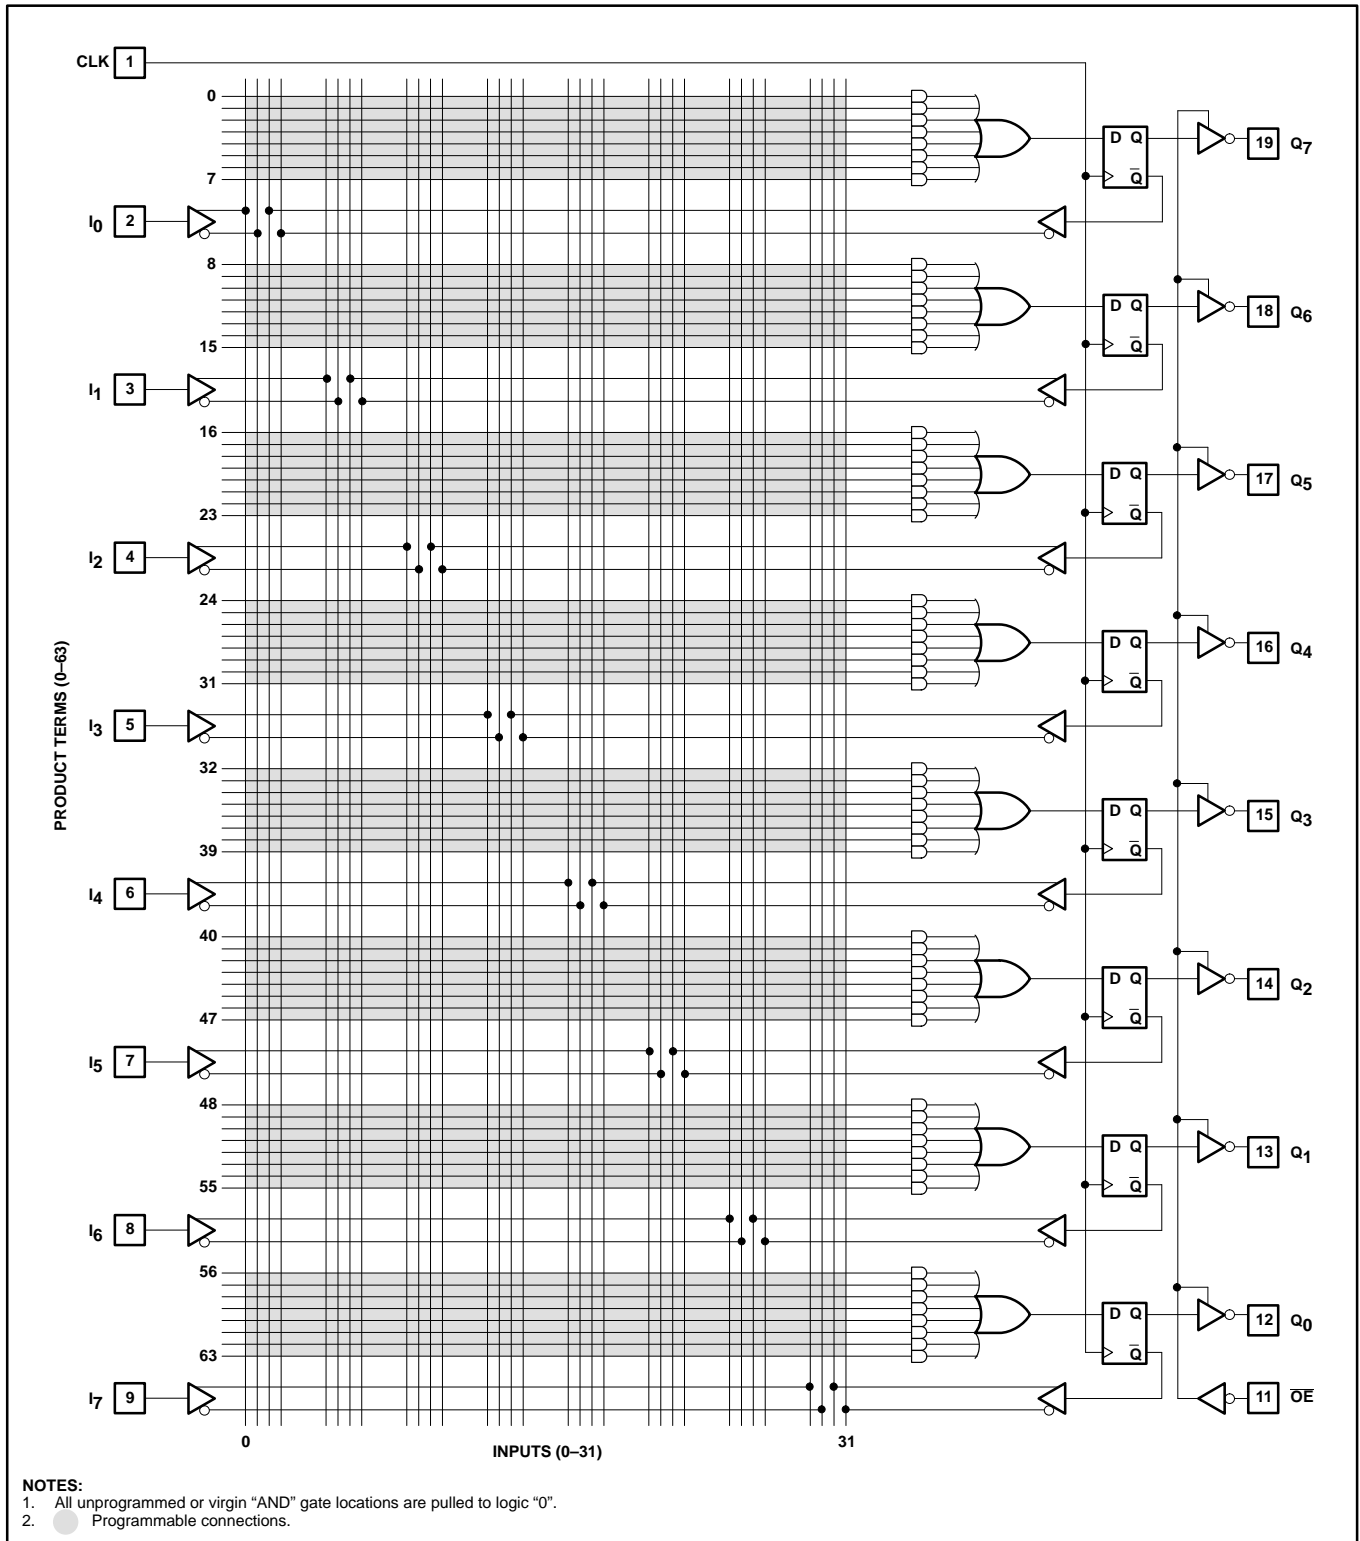 CLK 1
0
D Q
19 Q7
7
Q̅
I0 2
8
D Q
18 Q6
15
Q̅
I1 3
16
D Q
17 Q5
23
Q̅
I2 4
24
D Q
16 Q4
31
Q̅
I3 5
PRODUCT TERMS (0–63)
32
D Q
15 Q3
39
Q̅
I4 6
40
D Q
14 Q2
47
Q̅
I5 7
48
D Q
13 Q1
55
Q̅
I6 8
56
D Q
12 Q0
63
Q̅
I7 9
11 O̅E̅
0
INPUTS (0–31)
31
NOTES:
1. All unprogrammed or virgin “AND” gate locations are pulled to logic “0”.
2. Programmable connections.